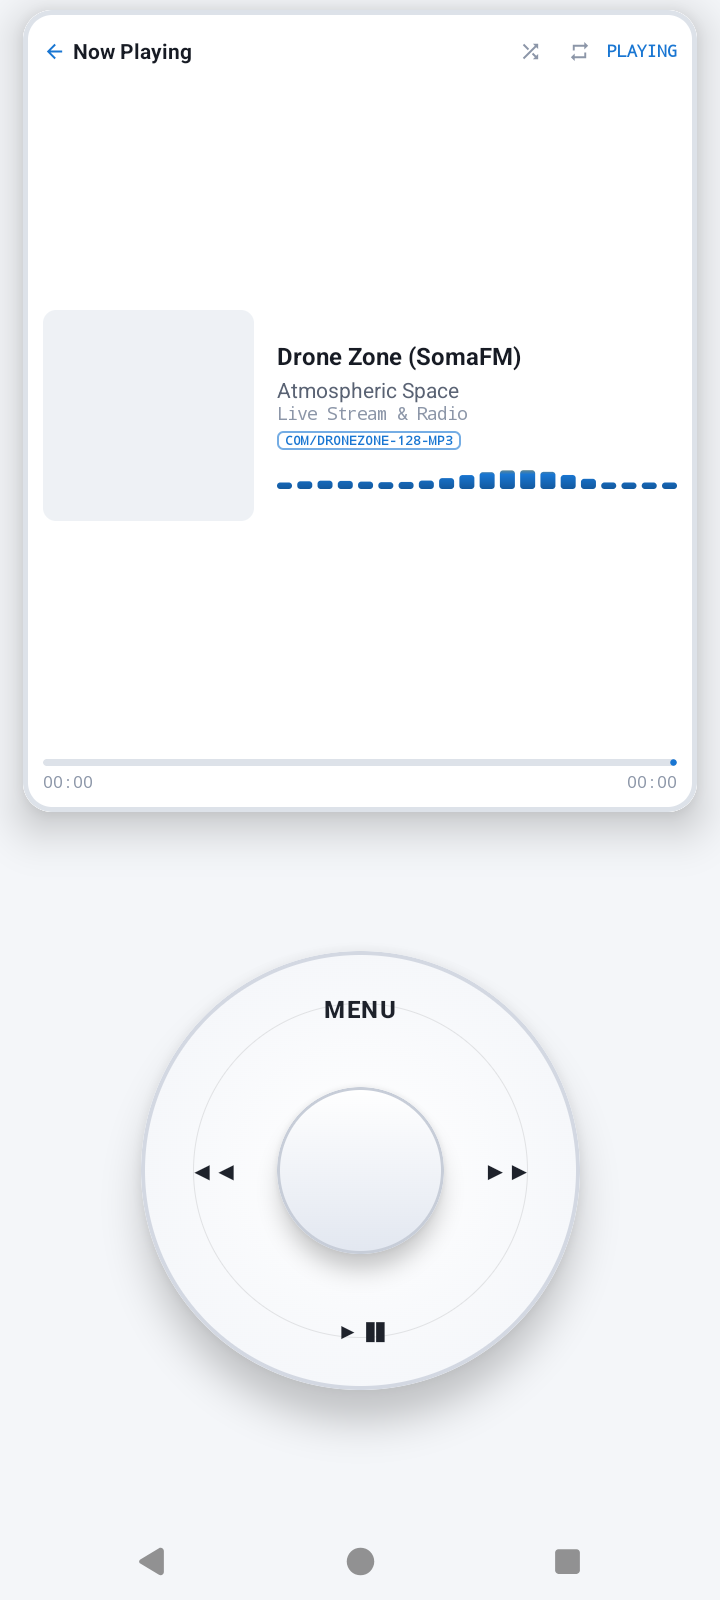 Now Playing
PLAYING
Drone Zone (SomaFM)
Atmospheric Space
Live Stream & Radio
COM/DRONEZONE-128-MP3
00:00
00:00
MENU